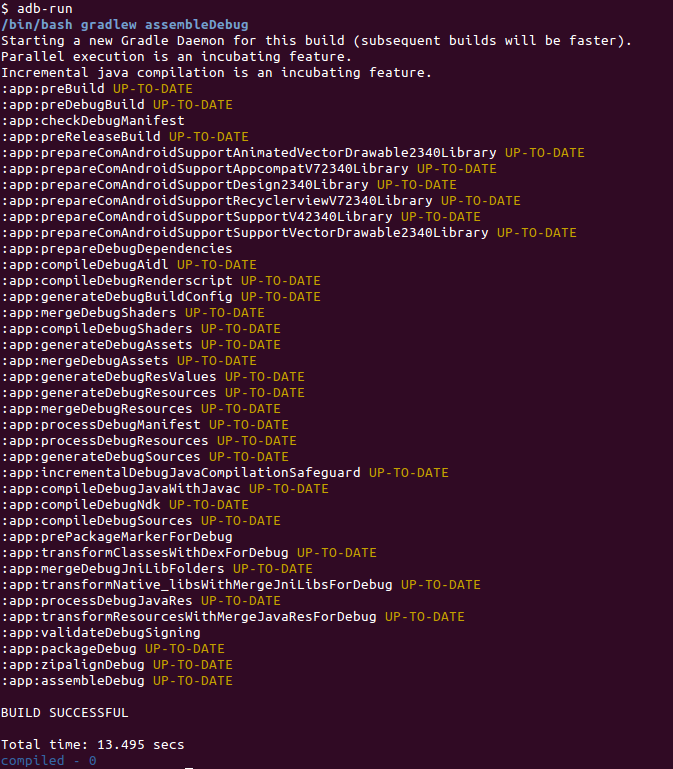 $ adb-run
/bin/bash gradlew assembleDebug
Starting a new Gradle Daemon for this build (subsequent builds will be faster).
Parallel execution is an incubating feature.
Incremental java compilation is an incubating feature.
:app:preBuild UP-TO-DATE
:app:preDebugBuild UP-TO-DATE
:app:checkDebugManifest
:app:preReleaseBuild UP-TO-DATE
:app:prepareComAndroidSupportAnimatedVectorDrawable2340Library UP-TO-DATE
:app:prepareComAndroidSupportAppcompatV72340Library UP-TO-DATE
:app:prepareComAndroidSupportDesign2340Library UP-TO-DATE
:app:prepareComAndroidSupportRecyclerviewV72340Library UP-TO-DATE
:app:prepareComAndroidSupportSupportV42340Library UP-TO-DATE
:app:prepareComAndroidSupportSupportVectorDrawable2340Library UP-TO-DATE
:app:prepareDebugDependencies
:app:compileDebugAidl UP-TO-DATE
:app:compileDebugRenderscript UP-TO-DATE
:app:generateDebugBuildConfig UP-TO-DATE
:app:mergeDebugShaders UP-TO-DATE
:app:compileDebugShaders UP-TO-DATE
:app:generateDebugAssets UP-TO-DATE
:app:mergeDebugAssets UP-TO-DATE
:app:generateDebugResValues UP-TO-DATE
:app:generateDebugResources UP-TO-DATE
:app:mergeDebugResources UP-TO-DATE
:app:processDebugManifest UP-TO-DATE
:app:processDebugResources UP-TO-DATE
:app:generateDebugSources UP-TO-DATE
:app:incrementalDebugJavaCompilationSafeguard UP-TO-DATE
:app:compileDebugJavaWithJavac UP-TO-DATE
:app:compileDebugNdk UP-TO-DATE
:app:compileDebugSources UP-TO-DATE
:app:prePackageMarkerForDebug
:app:transformClassesWithDexForDebug UP-TO-DATE
:app:mergeDebugJniLibFolders UP-TO-DATE
:app:transformNative_libsWithMergeJniLibsForDebug UP-TO-DATE
:app:processDebugJavaRes UP-TO-DATE
:app:transformResourcesWithMergeJavaResForDebug UP-TO-DATE
:app:validateDebugSigning
:app:packageDebug UP-TO-DATE
:app:zipalignDebug UP-TO-DATE
:app:assembleDebug UP-TO-DATE
BUILD SUCCESSFUL
Total time: 13.495 secs
compiled - 0